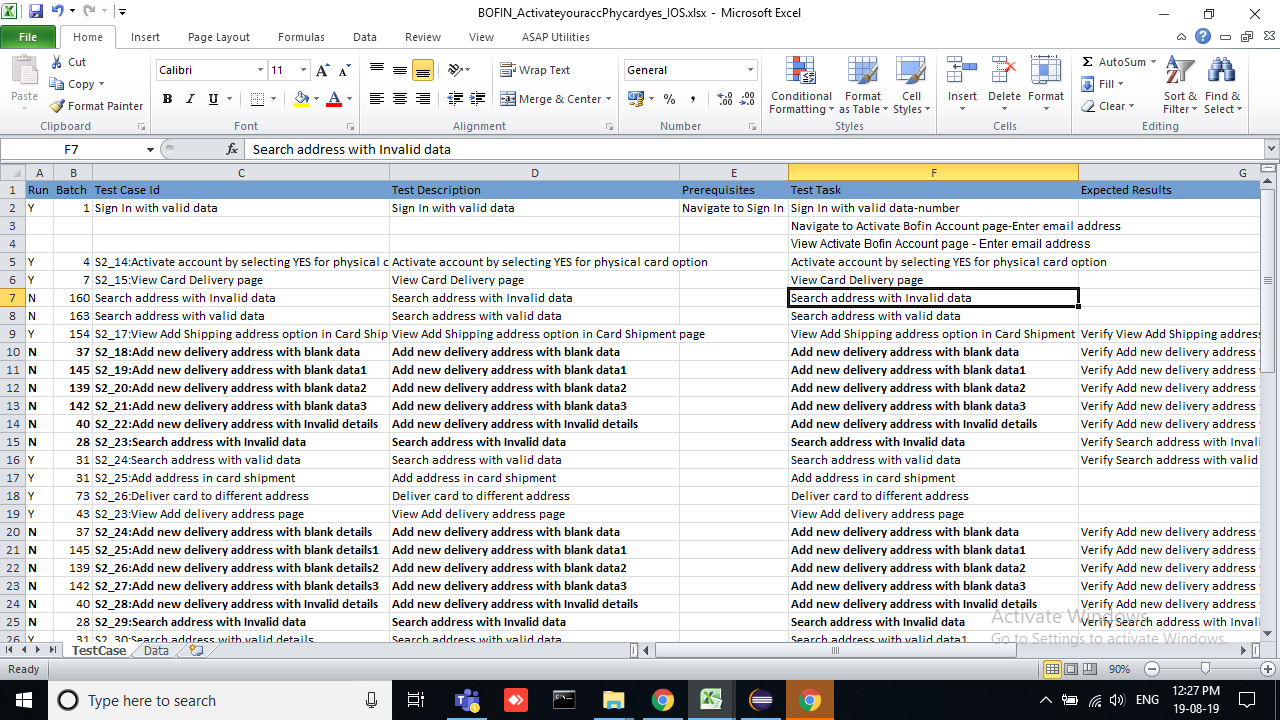 BOFIN_ActivateyouraccPhycardyes_IOS.xlsx - Microsoft Excel
File Home Insert Page Layout Formulas Data Review View ASAP Utilities
Paste Cut Copy Format Painter Clipboard
Calibri 11 A A B I U A Font
Wrap Text Merge & Center Alignment
General % , .00 Number
Conditional Formatting Format as Table Cell Styles Styles
Insert Delete Format Cells
Σ AutoSum Fill Clear Sort & Filter Find & Select Editing
F7 fx Search address with Invalid data
A B C D E F G
1 Run Batch Test Case Id Test Description Prerequisites Test Task Expected Results
2 Y 1 Sign In with valid data Sign In with valid data Navigate to Sign In Sign In with valid data-number
3 Navigate to Activate Bofin Account page-Enter email address
4 View Activate Bofin Account page - Enter email address
5 Y 4 S2_14:Activate account by selecting YES for physical c Activate account by selecting YES for physical card option Activate account by selecting YES for physical card option
6 Y 7 S2_15:View Card Delivery page View Card Delivery page View Card Delivery page
7 N 160 Search address with Invalid data Search address with Invalid data Search address with Invalid data
8 N 163 Search address with valid data Search address with valid data Search address with valid data
9 Y 154 S2_17:View Add Shipping address option in Card Ship View Add Shipping address option in Card Shipment page View Add Shipping address option in Card Shipment Verify View Add Shipping address
10 N 37 S2_18:Add new delivery address with blank data Add new delivery address with blank data Add new delivery address with blank data Verify Add new delivery address
11 N 145 S2_19:Add new delivery address with blank data1 Add new delivery address with blank data1 Add new delivery address with blank data1 Verify Add new delivery address
12 N 139 S2_20:Add new delivery address with blank data2 Add new delivery address with blank data2 Add new delivery address with blank data2 Verify Add new delivery address
13 N 142 S2_21:Add new delivery address with blank data3 Add new delivery address with blank data3 Add new delivery address with blank data3 Verify Add new delivery address
14 N 40 S2_22:Add new delivery address with Invalid details Add new delivery address with Invalid details Add new delivery address with Invalid details Verify Add new delivery address
15 N 28 S2_23:Search address with Invalid data Search address with Invalid data Search address with Invalid data Verify Search address with Invali
16 Y 31 S2_24:Search address with valid data Search address with valid data Search address with valid data Verify Search address with valid
17 Y 31 S2_25:Add address in card shipment Add address in card shipment Add address in card shipment
18 Y 73 S2_26:Deliver card to different address Deliver card to different address Deliver card to different address
19 Y 43 S2_23:View Add delivery address page View Add delivery address page View Add delivery address page
20 N 37 S2_24:Add new delivery address with blank details Add new delivery address with blank data Add new delivery address with blank data Verify Add new delivery address
21 N 145 S2_25:Add new delivery address with blank details1 Add new delivery address with blank data1 Add new delivery address with blank data1 Verify Add new delivery address
22 N 139 S2_26:Add new delivery address with blank details2 Add new delivery address with blank data2 Add new delivery address with blank data2 Verify Add new delivery address
23 N 142 S2_27:Add new delivery address with blank details3 Add new delivery address with blank data3 Add new delivery address with blank data3 Verify Add new delivery address
24 N 40 S2_28:Add new delivery address with Invalid details Add new delivery address with Invalid details Add new delivery address with Invalid details Verify Add new delivery address
25 N 28 S2_29:Search address with Invalid data Search address with Invalid data Search address with Invalid data Verify Search address with Invali
26 Y 31 S2_30:Search address with valid details Search address with valid data Search address with valid data1
Activate Windows
Go to Settings to activate Windows.
TestCase Data
Ready 90%
Type here to search ENG 12:27 PM
19-08-19